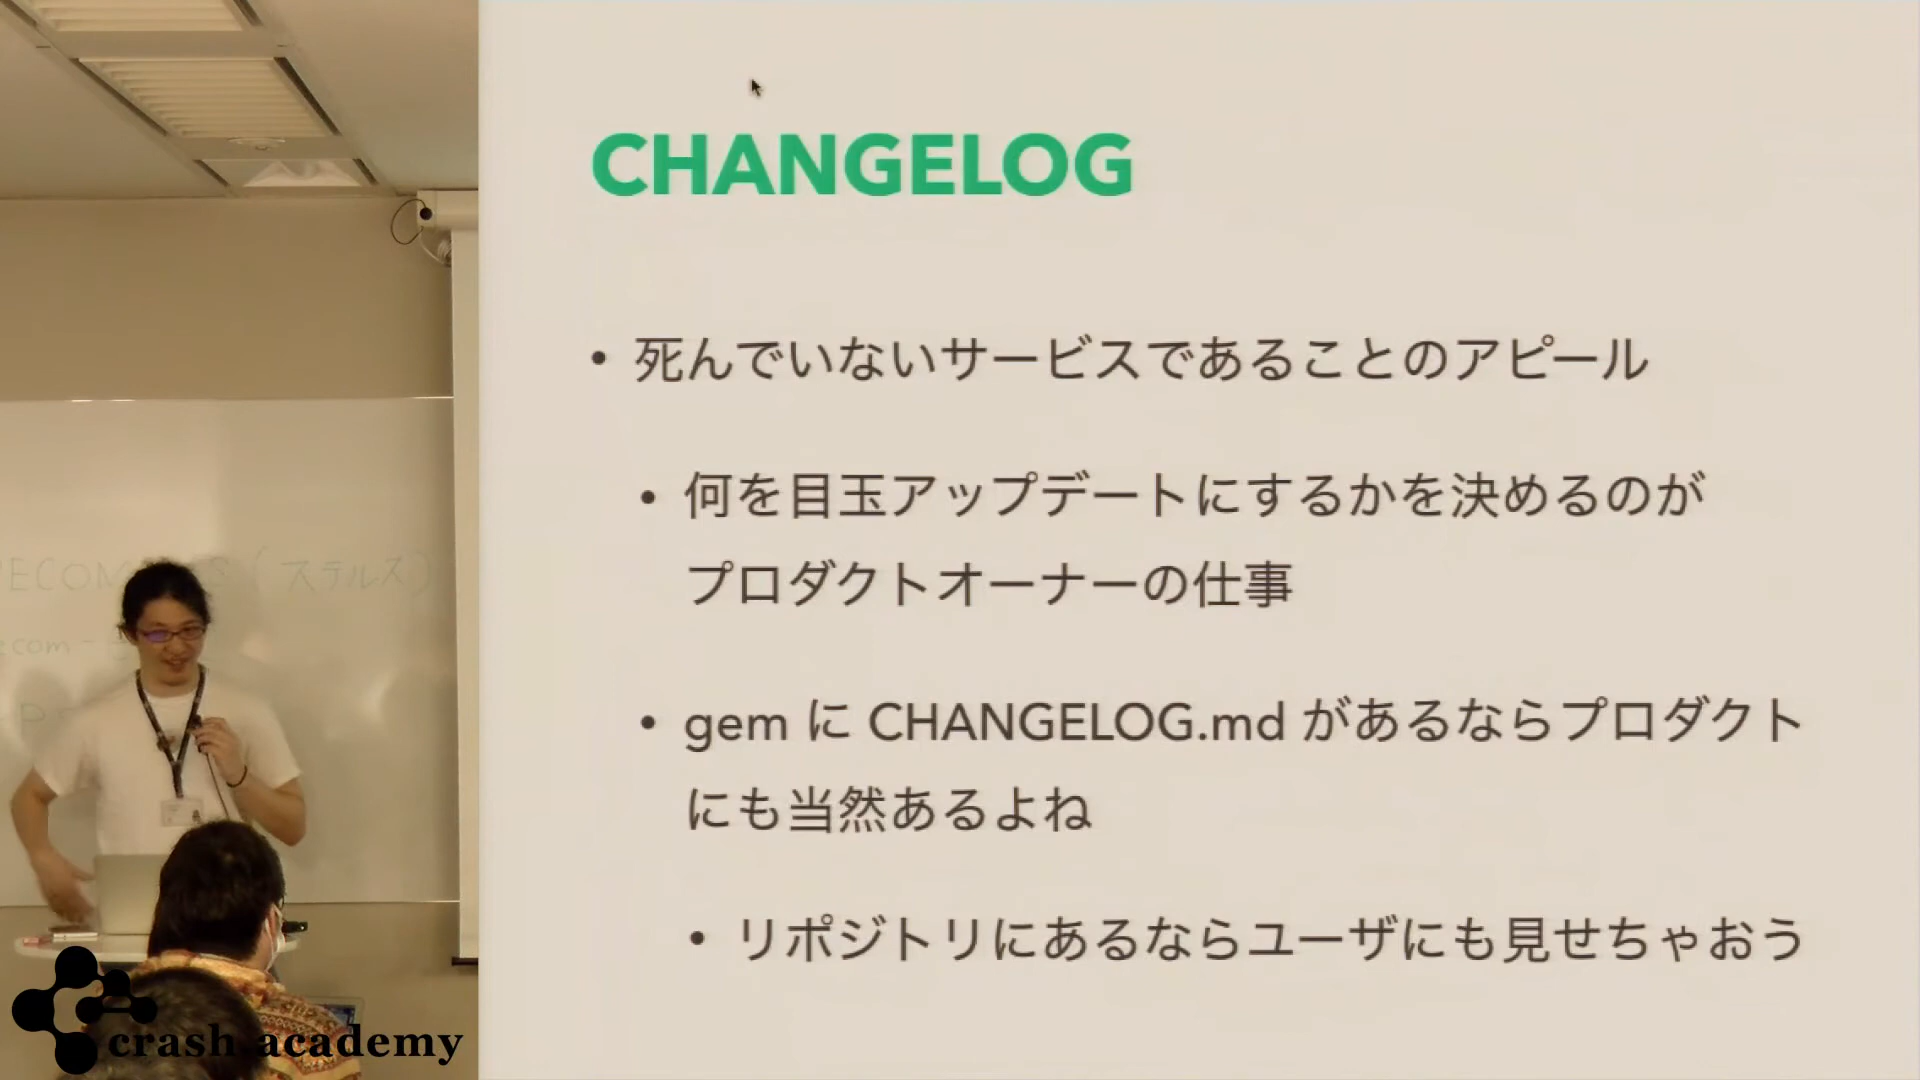 CHANGELOG
• 死んでいないサービスであることのアピール
• 何を目玉アップデートにするかを決めるのが
プロダクトオーナーの仕事
• gem に CHANGELOG.md があるならプロダクト
にも当然あるよね
• リポジトリにあるならユーザにも見せちゃおう
(ステルス)
crash.academy